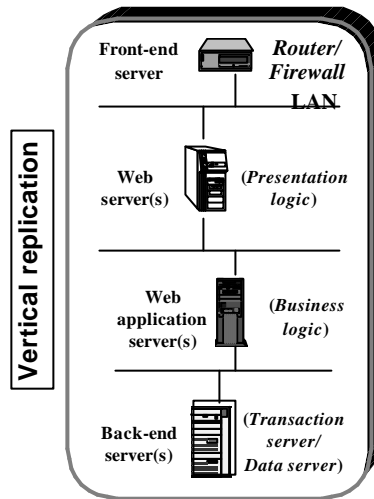 Front-end
server
Router/
Firewall
LAN
Vertical replication
Web
server(s)
(Presentation
logic)
Web
application
server(s)
(Business
logic)
Back-end
server(s)
(Transaction
server/
Data server)